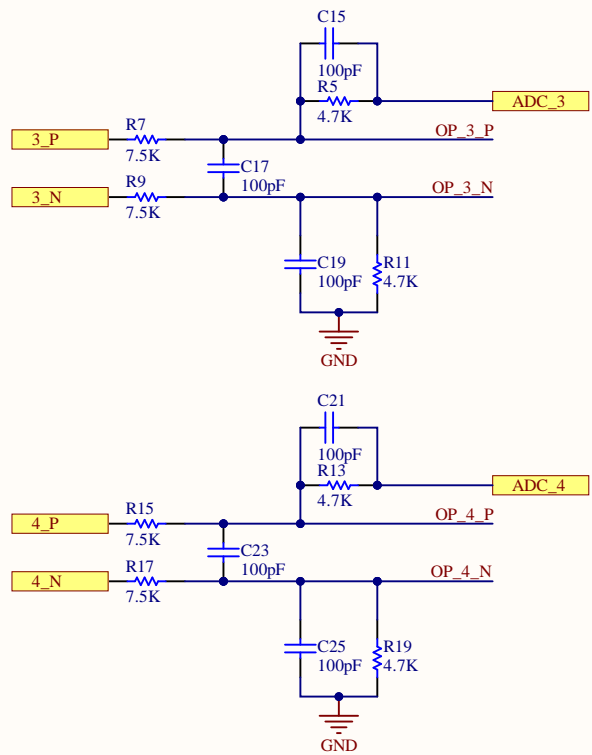 C15
100pF
R5
4.7K
ADC_3
R7
3_P
7.5K
OP_3_P
C17
100pF
R9
3_N
7.5K
OP_3_N
C19
100pF
R11
4.7K
GND
C21
100pF
R13
4.7K
ADC_4
R15
4_P
7.5K
OP_4_P
C23
100pF
R17
4_N
7.5K
OP_4_N
C25
100pF
R19
4.7K
GND